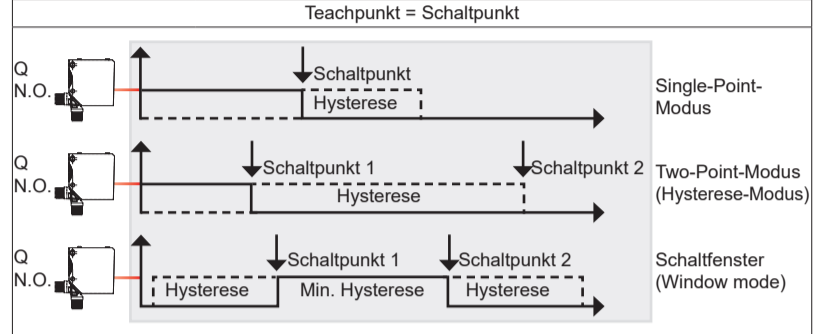 Teachpunkt = Schaltpunkt
Q
N.O.
Schaltpunkt
Hysterese
Single-Point-
Modus
Q
N.O.
Schaltpunkt 1
Schaltpunkt 2
Hysterese
Two-Point-Modus
(Hysterese-Modus)
Q
N.O.
Schaltpunkt 1
Schaltpunkt 2
Hysterese
Min. Hysterese
Hysterese
Schaltfenster
(Window mode)